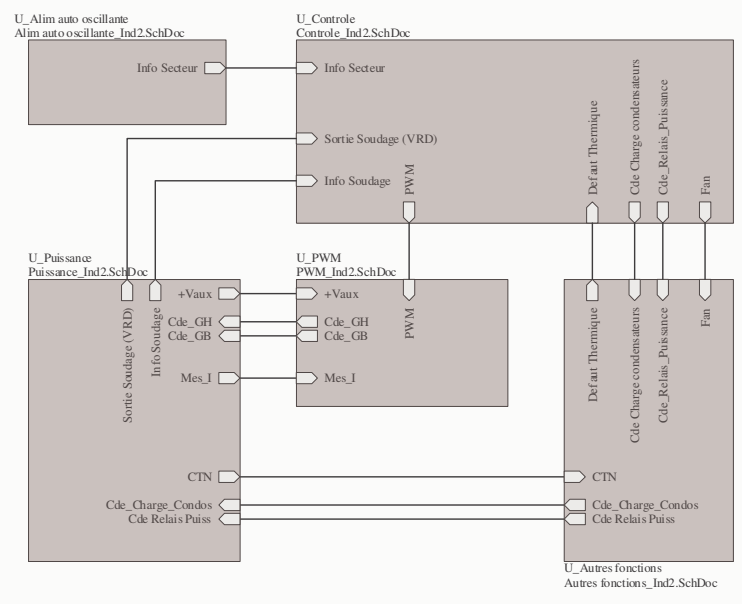 U_Alim auto oscillante
Alim auto oscillante_Ind2.SchDoc
Info Secteur
U_Controle
Controle_Ind2.SchDoc
Info Secteur
Sortie Soudage (VRD)
Info Soudage
PWM
Defaut Thermique
Cde Charge condensateurs
Cde_Relais_Puissance
Fan
U_Puissance
Puissance_Ind2.SchDoc
Sortie Soudage (VRD)
Info Soudage
+Vaux
Cde_GH
Cde_GB
Mes_I
CTN
Cde_Charge_Condos
Cde Relais Puiss
U_PWM
PWM_Ind2.SchDoc
+Vaux
Cde_GH
Cde_GB
Mes_I
PWM
Defaut Thermique
Cde Charge condensateurs
Cde_Relais_Puissance
Fan
CTN
Cde_Charge_Condos
Cde Relais Puiss
U_Autres fonctions
Autres fonctions_Ind2.SchDoc